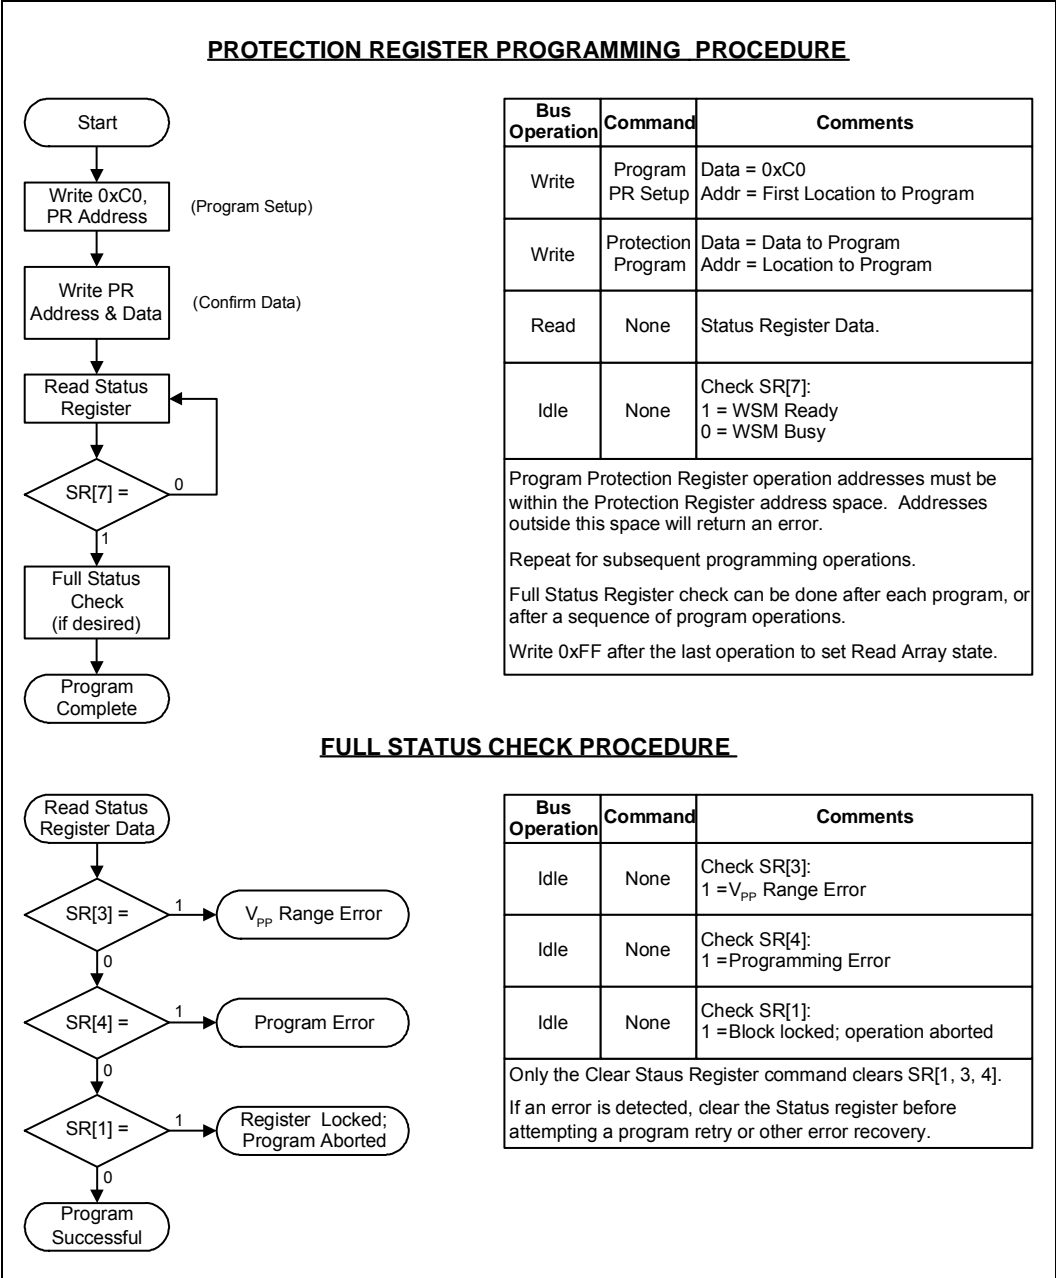 PROTECTION REGISTER PROGRAMMING PROCEDURE
Start
Write 0xC0,
PR Address
(Program Setup)
Write PR
Address & Data
(Confirm Data)
Read Status
Register
SR[7] =
0
1
Full Status
Check
(if desired)
Program
Complete
Bus
Operation
Command
Comments
Write
Program
PR Setup
Data = 0xC0
Addr = First Location to Program
Write
Protection
Program
Data = Data to Program
Addr = Location to Program
Read
None
Status Register Data.
Idle
None
Check SR[7]:
1 = WSM Ready
0 = WSM Busy
Program Protection Register operation addresses must be
within the Protection Register address space. Addresses
outside this space will return an error.
Repeat for subsequent programming operations.
Full Status Register check can be done after each program, or
after a sequence of program operations.
Write 0xFF after the last operation to set Read Array state.
FULL STATUS CHECK PROCEDURE
Read Status
Register Data
SR[3] =
1
VPP Range Error
0
SR[4] =
1
Program Error
0
SR[1] =
1
Register Locked;
Program Aborted
0
Program
Successful
Bus
Operation
Command
Comments
Idle
None
Check SR[3]:
1 =VPP Range Error
Idle
None
Check SR[4]:
1 =Programming Error
Idle
None
Check SR[1]:
1 =Block locked; operation aborted
Only the Clear Staus Register command clears SR[1, 3, 4].
If an error is detected, clear the Status register before
attempting a program retry or other error recovery.